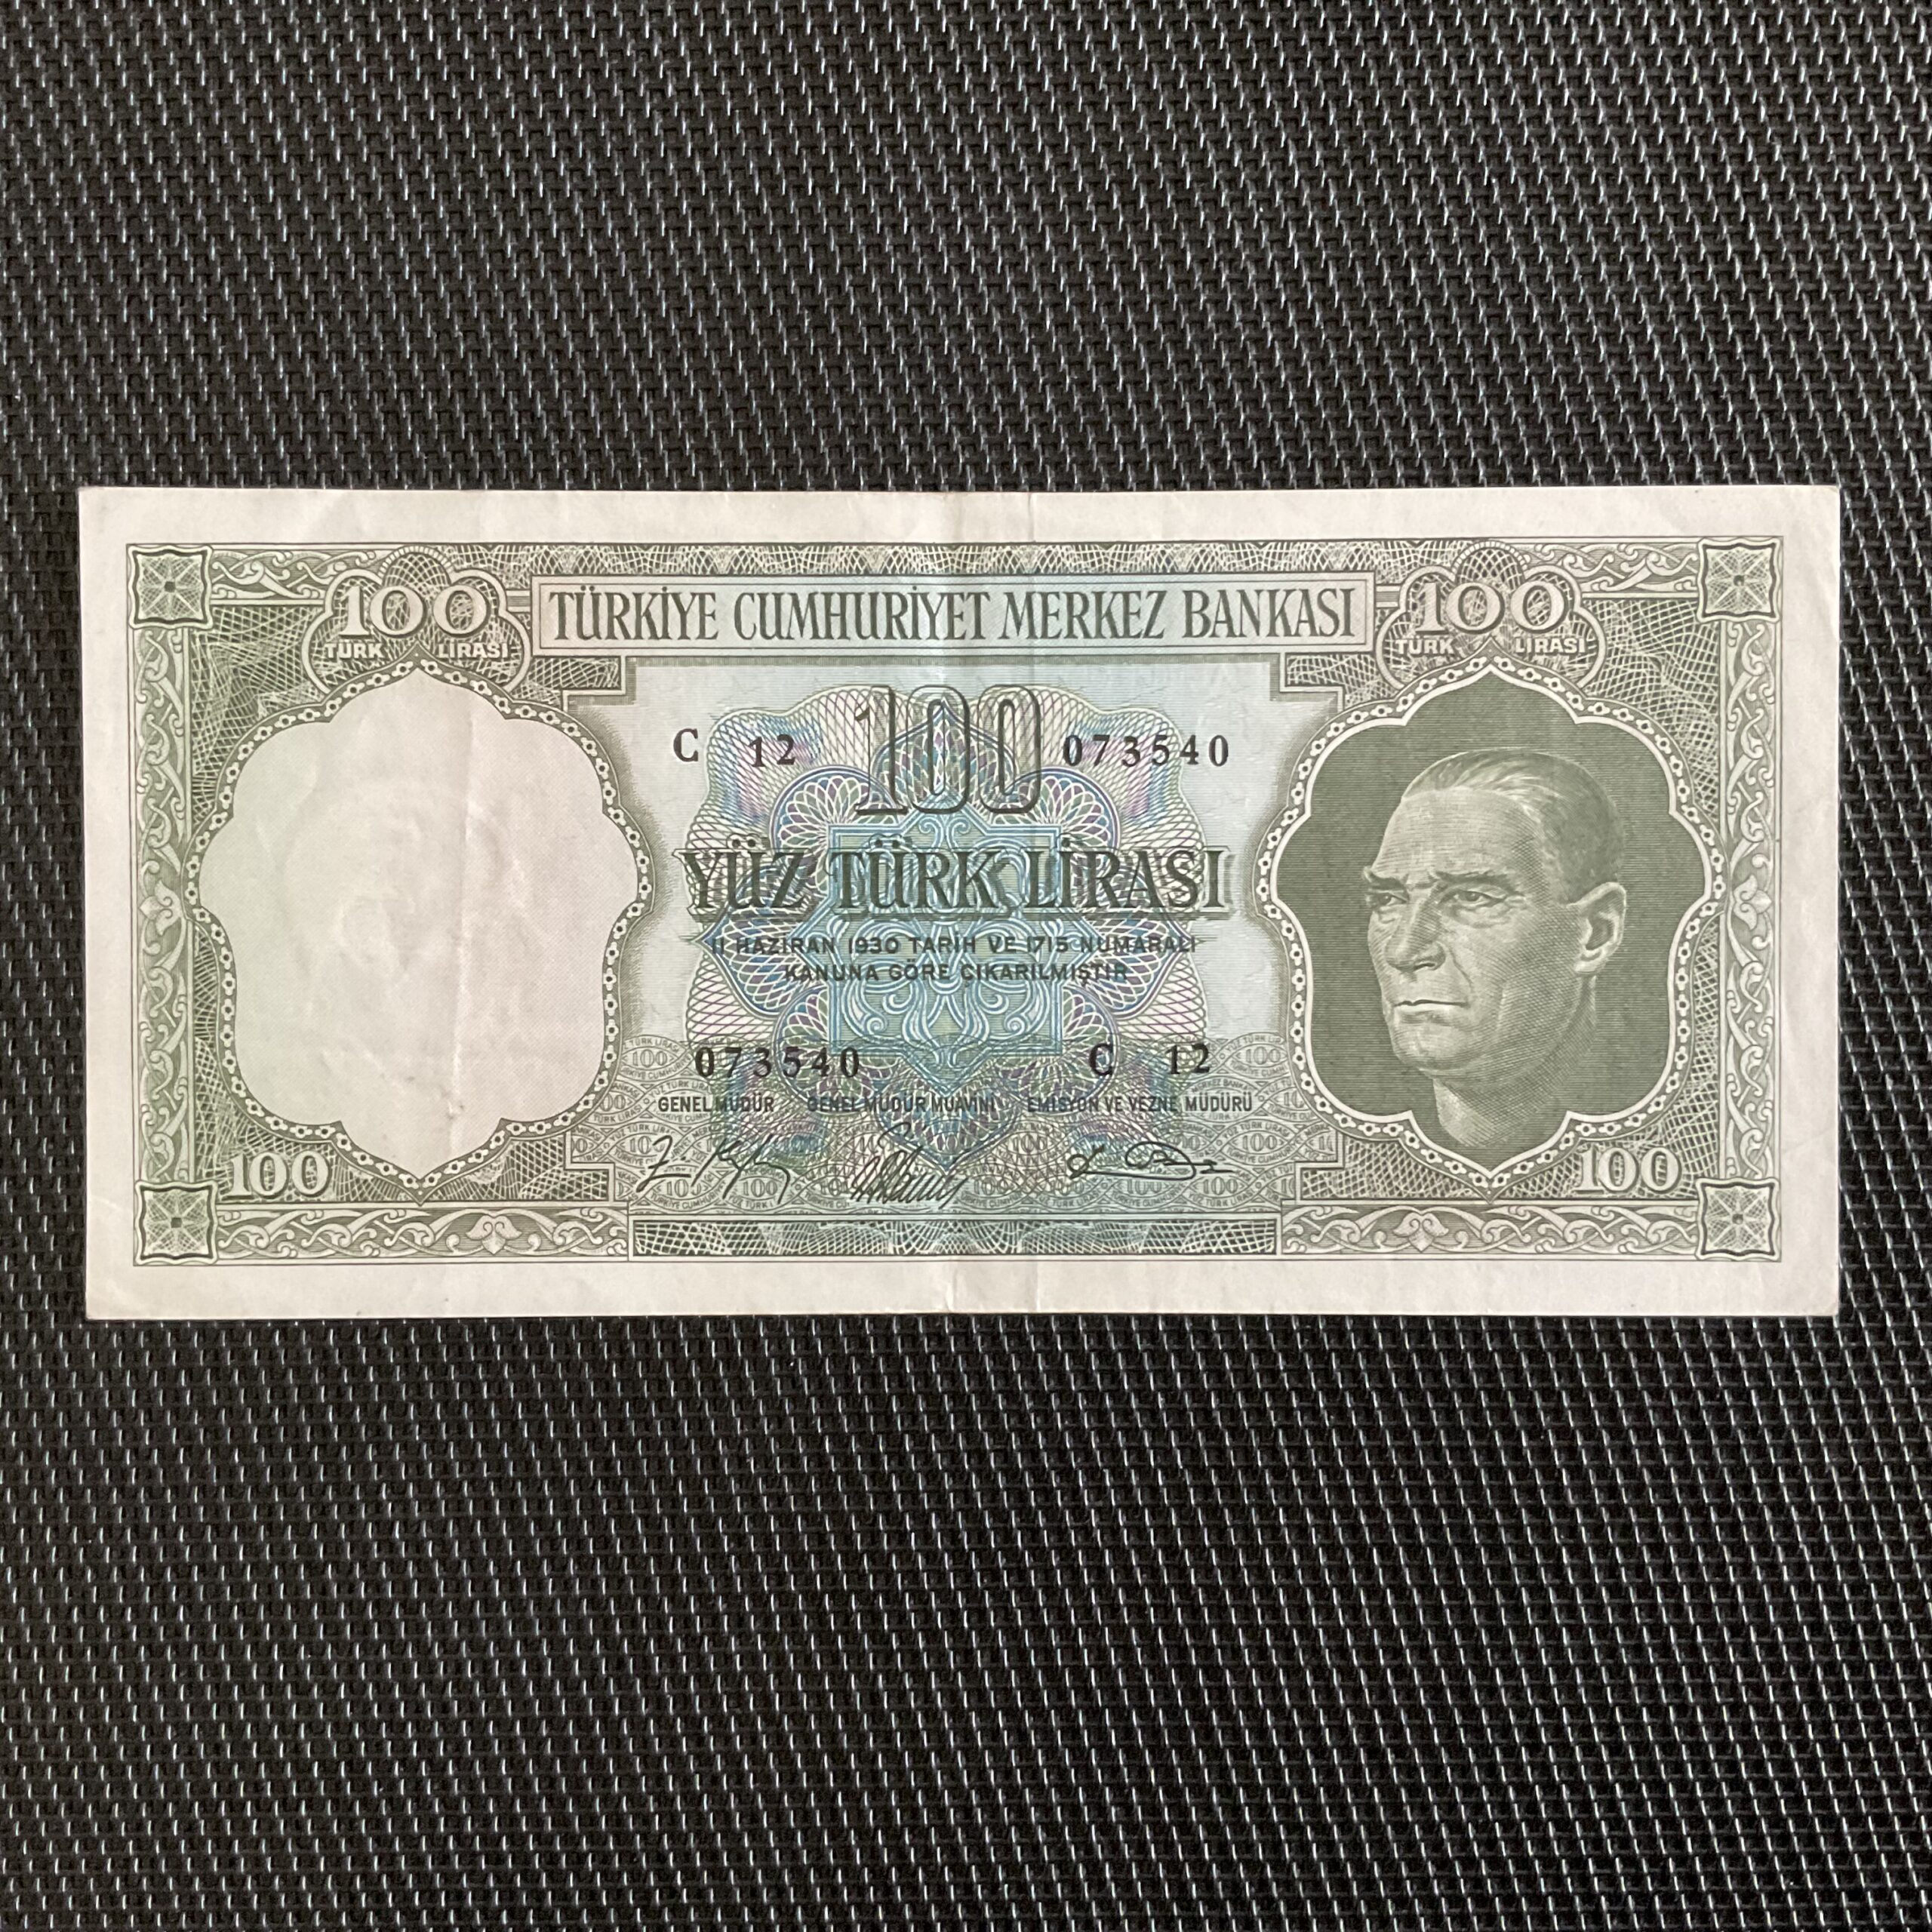 100 TÜRKİYE CUMHURİYET MERKEZ BANKASI 100
TÜRK LİRASI TÜRK LİRASI
100
C 12 073540
YÜZ TÜRK LİRASI
11 HAZİRAN 1930 TARİH VE 1715 NUMARALI
KANUNA GÖRE ÇIKARILMIŞTIR
073540 C 12
GENEL MÜDÜR GENEL MÜDÜR MUAVİNİ EMİSYON VE VEZNE MÜDÜRÜ
100 100